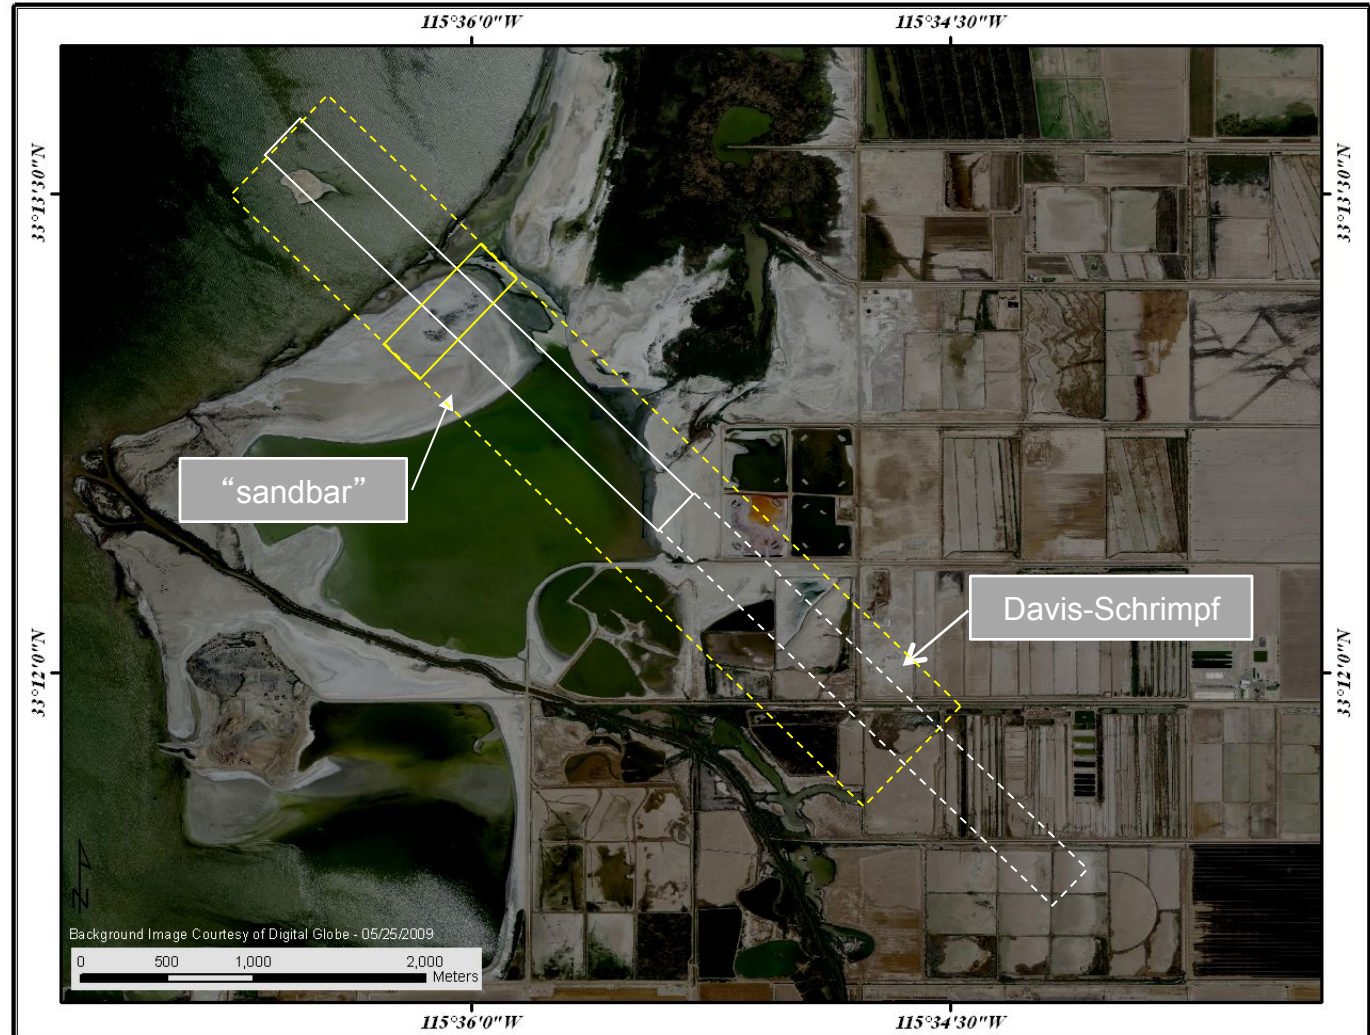 115°36'0"W
115°34'30"W
33°13'30"N
33°13'30"N
“sandbar”
Davis-Schrimpf
33°12'0"N
33°12'0"N
N
Background Image Courtesy of Digital Globe - 05/25/2009
0 500 1,000 2,000
Meters
115°36'0"W
115°34'30"W